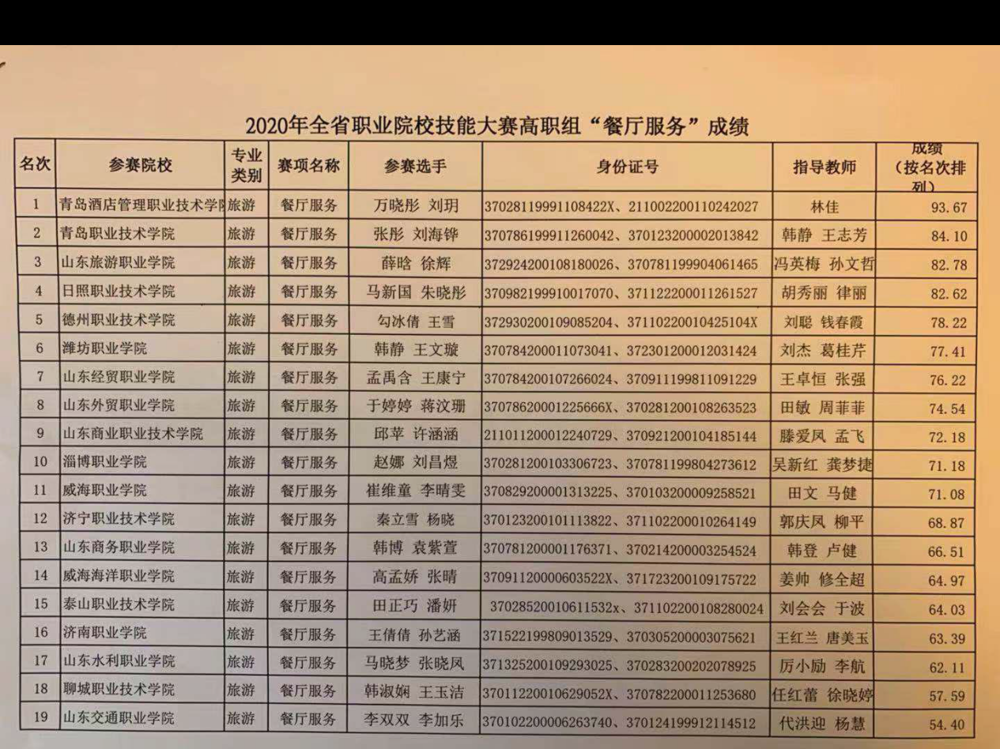 2020年全省职业院校技能大赛高职组“餐厅服务”成绩
名次 参赛院校 专业类别 赛项名称 参赛选手 身份证号 指导教师 成绩（按名次排列）
1 青岛酒店管理职业技术学院 旅游 餐厅服务 万晓彤 刘玥 37028119991108422X、211002200110242027 林佳 93.67
2 青岛职业技术学院 旅游 餐厅服务 张彤 刘海铧 370786199911260042、370123200002013842 韩静 王志芳 84.10
3 山东旅游职业学院 旅游 餐厅服务 薛晗 徐辉 372924200108180026、370781199904061465 冯英梅 孙文哲 82.78
4 日照职业技术学院 旅游 餐厅服务 马新国 朱晓彤 370982199910017070、371122200011261527 胡秀丽 律丽 82.62
5 德州职业技术学院 旅游 餐厅服务 勾冰倩 王雪 372930200109085204、37110220010425104X 刘聪 钱春霞 78.22
6 潍坊职业学院 旅游 餐厅服务 韩静 王文璇 370784200011073041、372301200012031424 刘杰 葛桂芹 77.41
7 山东经贸职业学院 旅游 餐厅服务 孟禹含 王康宁 370784200107266024、370911199811091229 王卓恒 张强 76.22
8 山东外贸职业学院 旅游 餐厅服务 于婷婷 蒋汶珊 37078620001225666X、370281200108263523 田敏 周菲菲 74.54
9 山东商业职业技术学院 旅游 餐厅服务 邱苹 许涵涵 211011200012240729、370921200104185144 滕爱凤 孟飞 72.18
10 淄博职业学院 旅游 餐厅服务 赵娜 刘昌煜 370281200103306723、370781199804273612 吴新红 龚梦捷 71.18
11 威海职业学院 旅游 餐厅服务 崔维童 李晴雯 370829200001313225、370103200009258521 田文 马健 71.08
12 济宁职业技术学院 旅游 餐厅服务 秦立雪 杨晓 370123200101113822、371102200010264149 郭庆凤 柳平 68.87
13 山东商务职业学院 旅游 餐厅服务 韩博 袁紫萱 370781200001176371、370214200003254524 韩登 卢健 66.51
14 威海海洋职业学院 旅游 餐厅服务 高孟娇 张晴 37091120000603522X、371723200109175722 姜帅 修全超 64.97
15 泰山职业技术学院 旅游 餐厅服务 田正巧 潘妍 37028520010611532x、371102200108280024 刘会会 于波 64.03
16 济南职业学院 旅游 餐厅服务 王倩倩 孙艺涵 371522199809013529、370305200003075621 王红兰 唐美玉 63.39
17 山东水利职业学院 旅游 餐厅服务 马晓梦 张晓凤 371325200109293025、370283200202078925 厉小励 李航 62.11
18 聊城职业技术学院 旅游 餐厅服务 韩淑娴 王玉洁 37011220010629052X、370782200011253680 任红蕾 徐晓婷 57.59
19 山东交通职业学院 旅游 餐厅服务 李双双 李加乐 370102200006263740、370124199912114512 代洪迎 杨慧 54.40